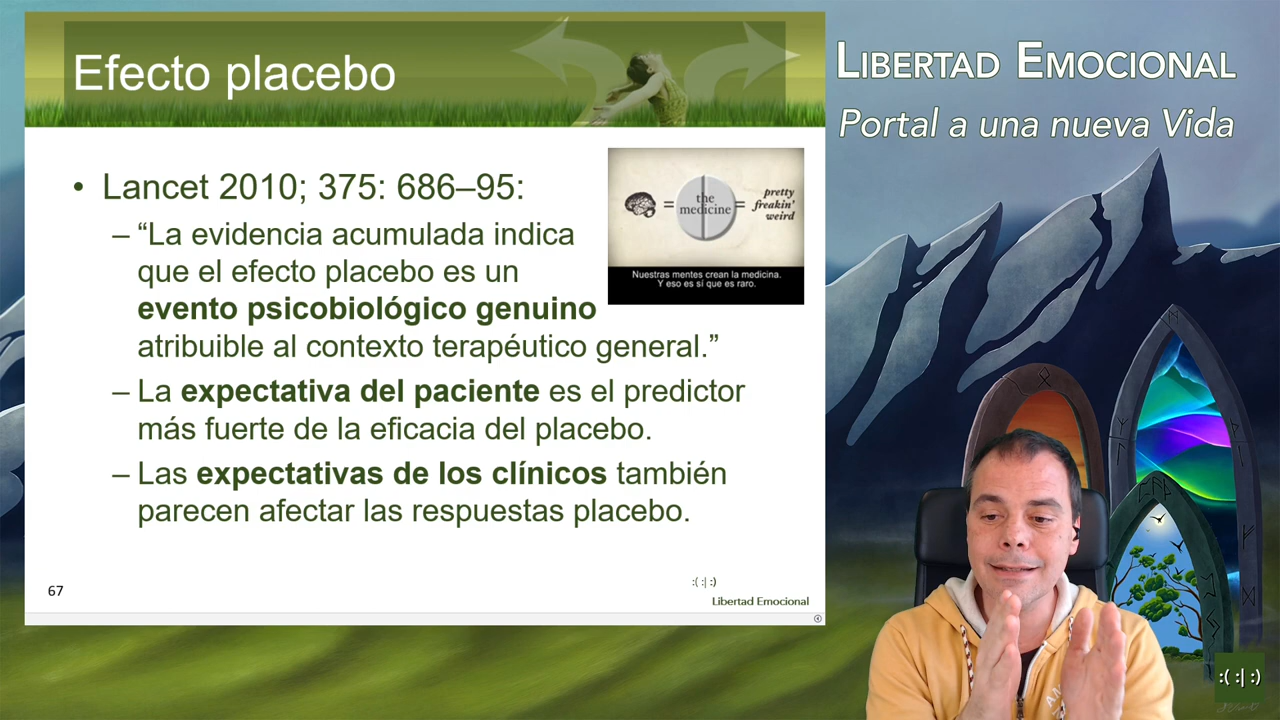 Efecto placebo
LIBERTAD EMOCIONAL
Portal a una nueva Vida
• Lancet 2010; 375: 686–95:
– “La evidencia acumulada indica
que el efecto placebo es un
evento psicobiológico genuino
atribuible al contexto terapéutico general.”
– La expectativa del paciente es el predictor
más fuerte de la eficacia del placebo.
– Las expectativas de los clínicos también
parecen afectar las respuestas placebo.
= the medicine = pretty
freakin’
weird
Nuestras mentes crean la medicina.
Y eso es sí que es raro.
67
:( :| :)
Libertad Emocional
:( :| :)